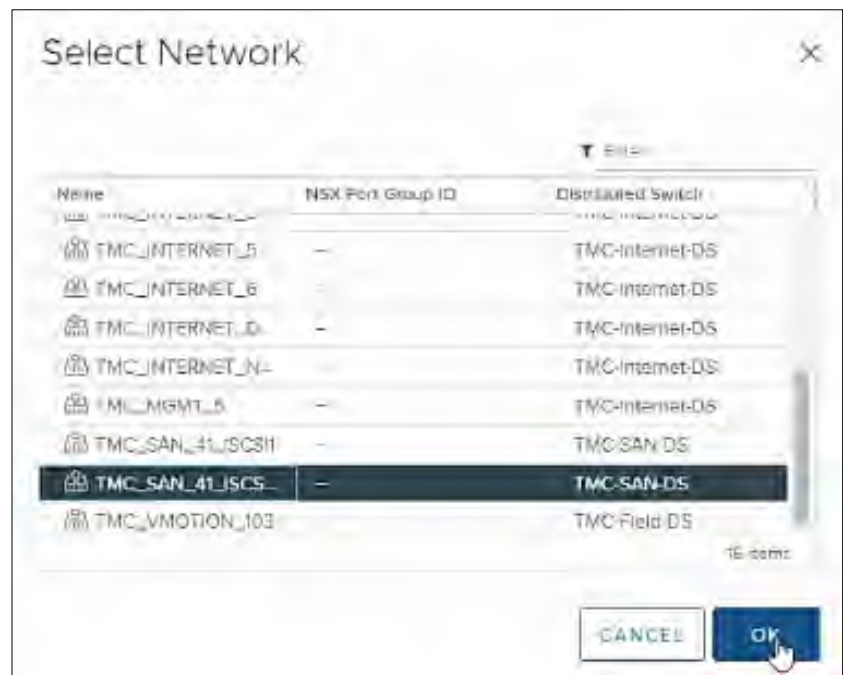 Select Network
Name NSX Port Group ID Distributed Switch
TMC_INTERNET_5 -- TMC-Internet-DS
TMC_INTERNET_6 TMC-Internet-DS
TMC_INTERNET_D... -- TMC-Internet-DS
TMC_INTERNET_N... -- TMC-Internet-DS
TMC_MGMT_5 -- TMC-Internet-DS
TMC_SAN_41_ISCSI1 -- TMC-SAN-DS
TMC_SAN_41_ISCS... -- TMC-SAN-DS
TMC_VMOTION_103 TMC-Field-DS
items
CANCEL OK